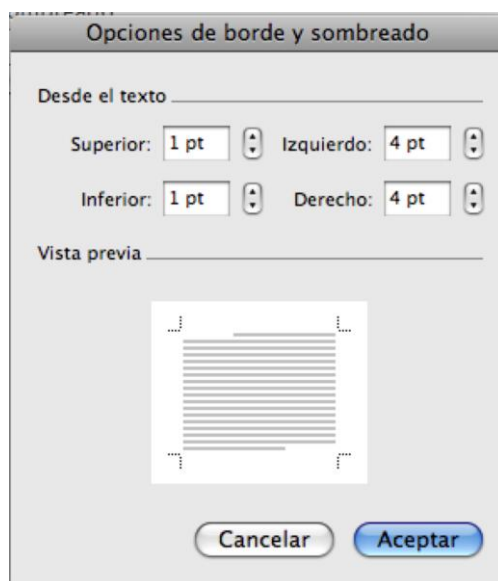 Opciones de borde y sombreado
Desde el texto
Superior: 1 pt Izquierdo: 4 pt
Inferior: 1 pt Derecho: 4 pt
Vista previa
Cancelar Aceptar